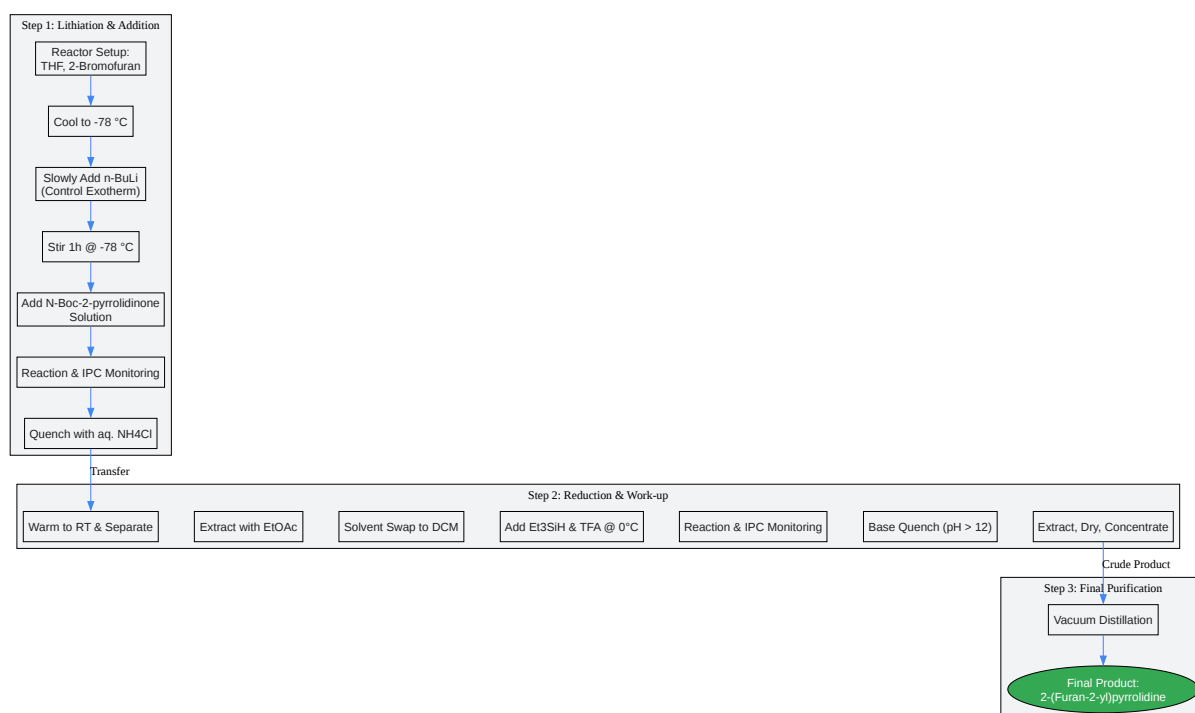 Step 1: Lithiation & Addition
Reactor Setup:
THF, 2-Bromofuran
Cool to -78 °C
Slowly Add n-BuLi
(Control Exotherm)
Stir 1h @ -78 °C
Add N-Boc-2-pyrrolidinone
Solution
Reaction & IPC Monitoring
Quench with aq. NH4Cl
Transfer
Step 2: Reduction & Work-up
Warm to RT & Separate
Extract with EtOAc
Solvent Swap to DCM
Add Et3SiH & TFA @ 0°C
Reaction & IPC Monitoring
Base Quench (pH > 12)
Extract, Dry, Concentrate
Crude Product
Step 3: Final Purification
Vacuum Distillation
Final Product:
2-(Furan-2-yl)pyrrolidine